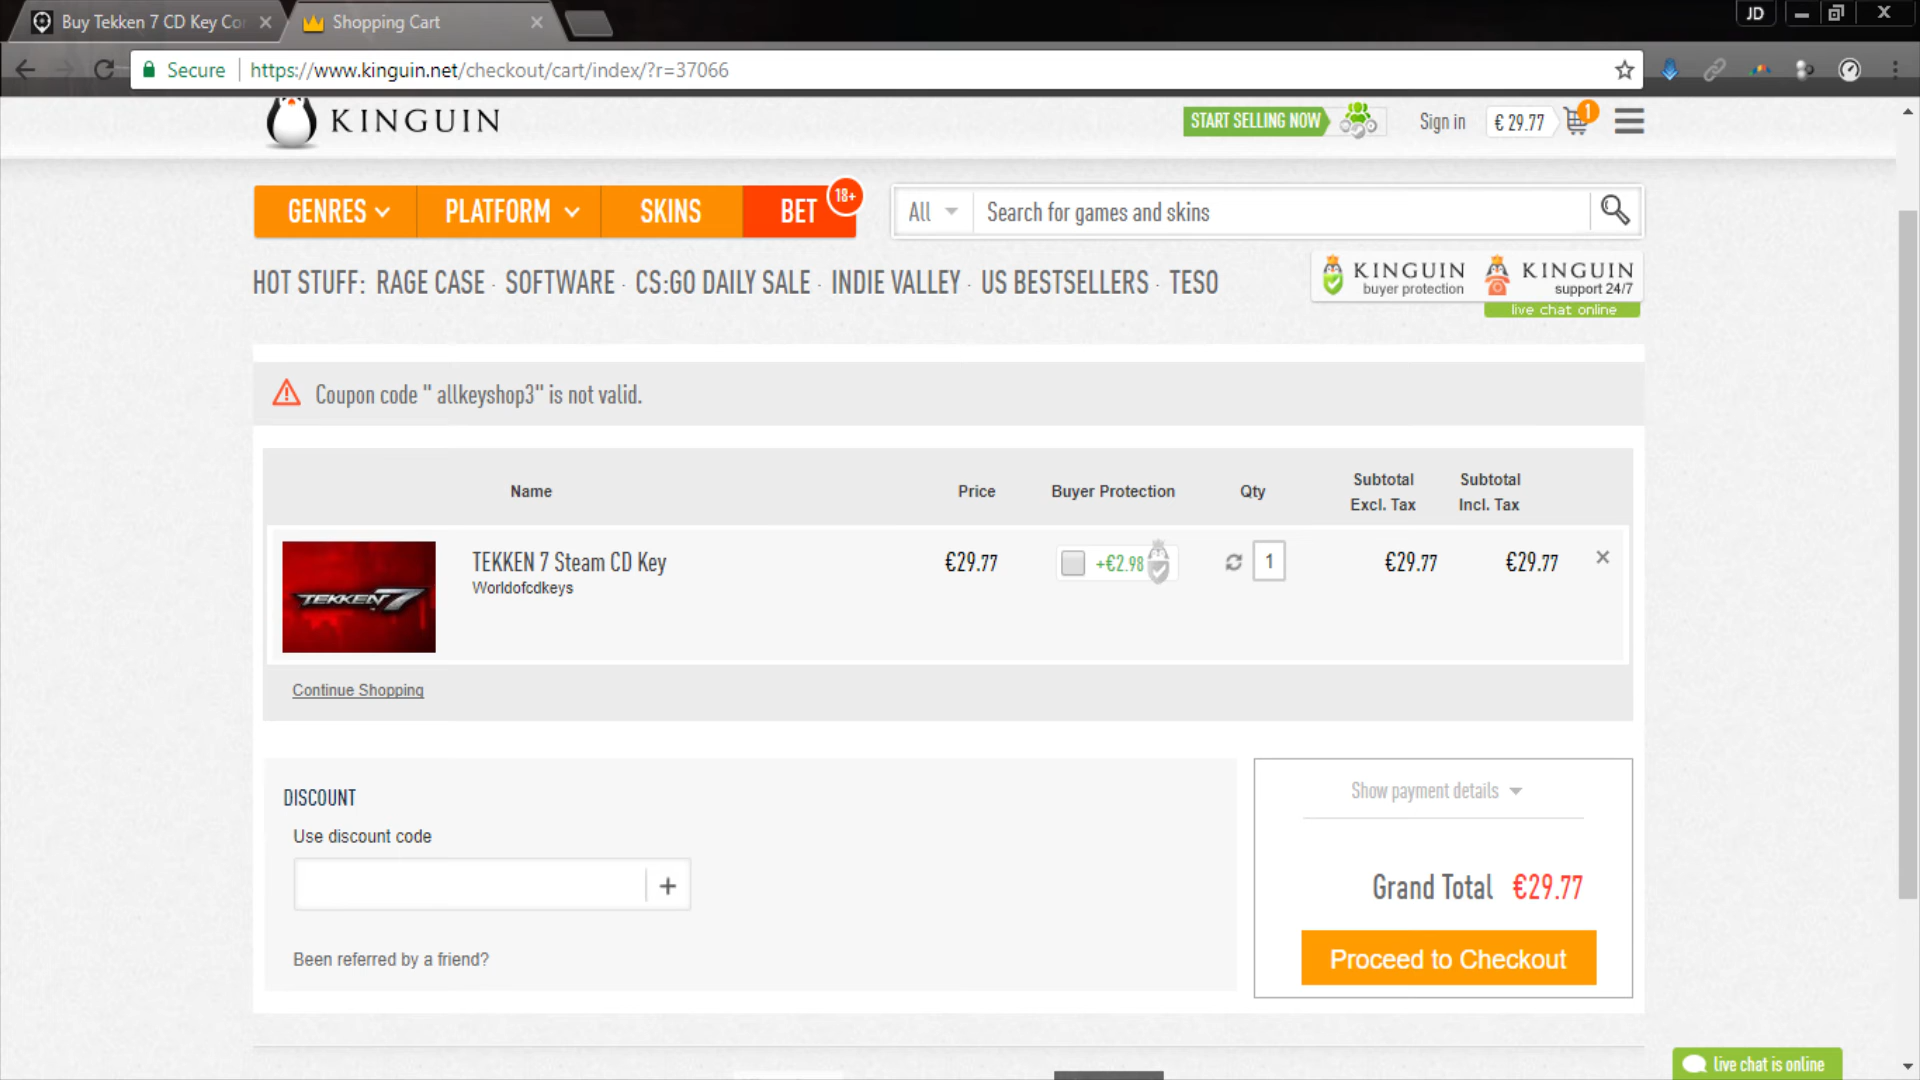 Buy Tekken 7 CD Key Co
Shopping Cart
JD
Secure
https://www.kinguin.net/checkout/cart/index/?r=37066
KINGUIN
START SELLING NOW
Sign in
€ 29.77
1
GENRES
PLATFORM
SKINS
BET
18+
All
Search for games and skins
HOT STUFF: RAGE CASE · SOFTWARE · CS:GO DAILY SALE · INDIE VALLEY · US BESTSELLERS · TESO
KINGUIN
buyer protection
KINGUIN
support 24/7
live chat online
Coupon code " allkeyshop3" is not valid.
Name
Price
Buyer Protection
Qty
Subtotal
Excl. Tax
Subtotal
Incl. Tax
TEKKEN 7
TEKKEN 7 Steam CD Key
Worldofcdkeys
€29.77
+€2.98
1
€29.77
€29.77
Continue Shopping
DISCOUNT
Use discount code
+
Been referred by a friend?
Show payment details
Grand Total €29.77
Proceed to Checkout
live chat is online